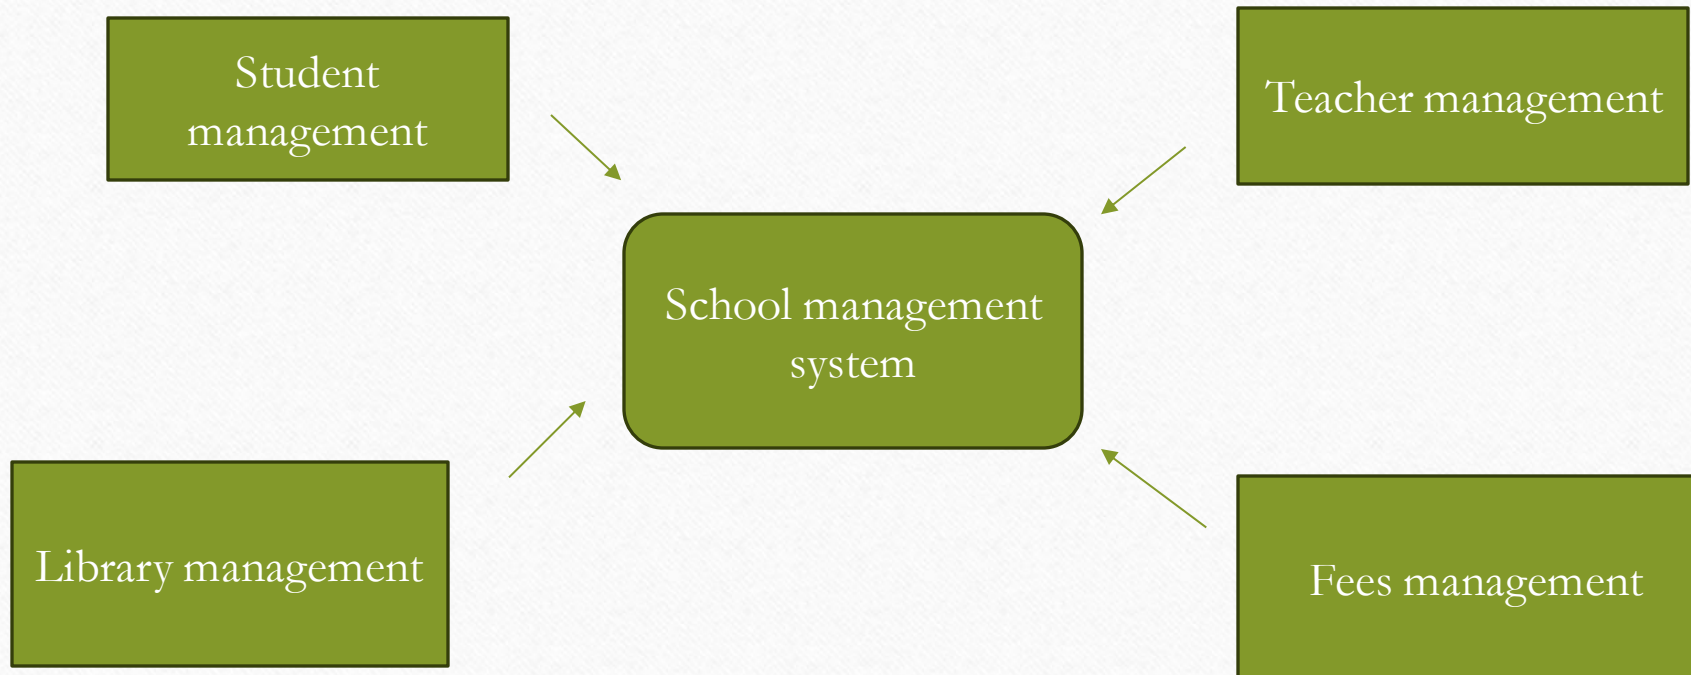 Student
management
Teacher management
School management
system
Library management
Fees management